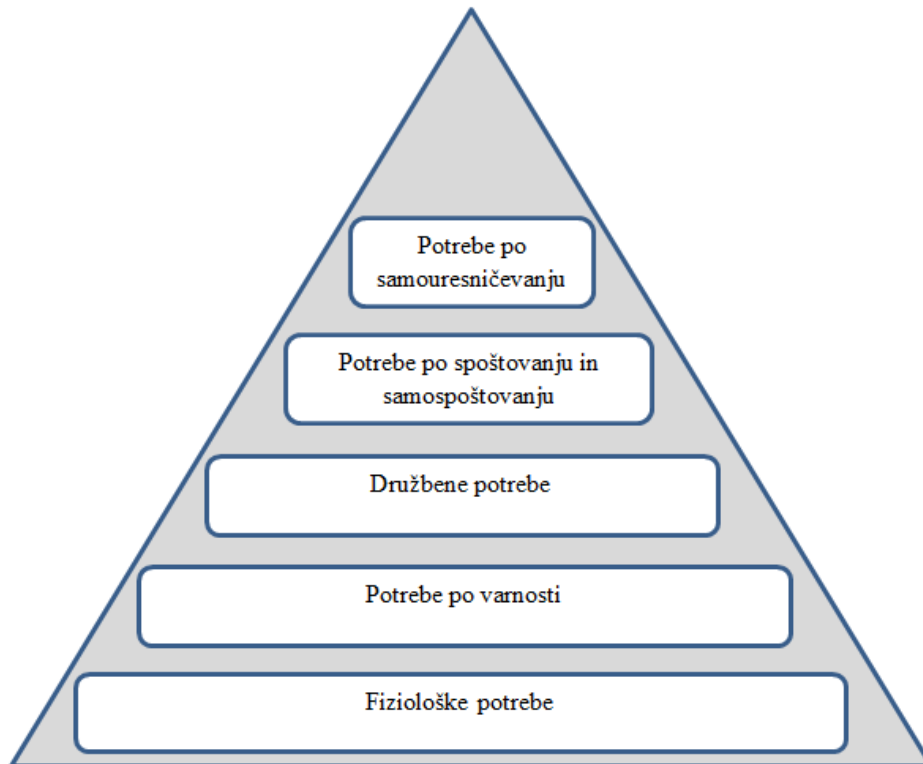 Potrebe po
samouresničevanju
Potrebe po spoštovanju in
samospoštovanju
Družbene potrebe
Potrebe po varnosti
Fiziološke potrebe